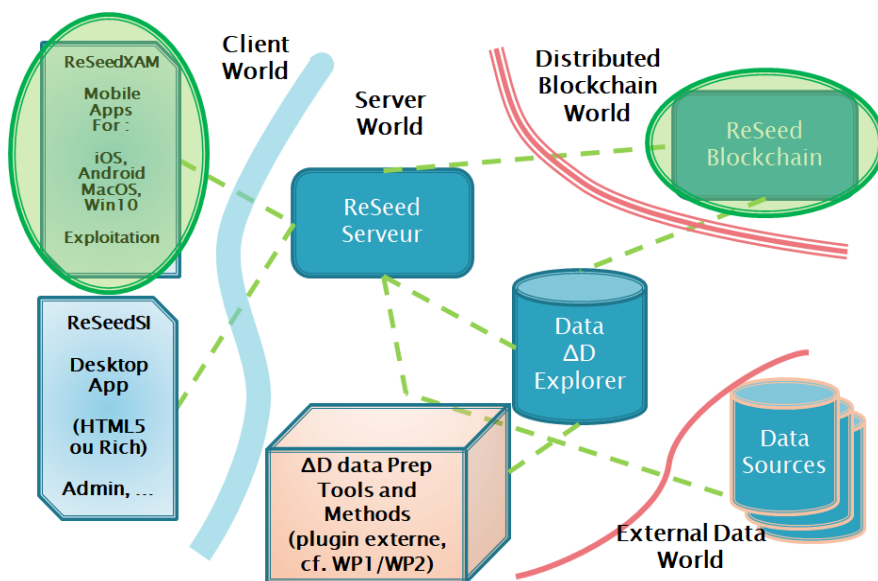 Client
World
ReSeedXAM
Mobile
Apps
For :
iOS,
Android
MacOS,
Win10
Exploitation
Server
World
Distributed
Blockchain
World
ReSeed
Blockchain
ReSeed
Serveur
ReSeedSI
Desktop
App
(HTML5
ou Rich)
Admin, ...
Data
ΔD
Explorer
ΔD data Prep
Tools and
Methods
(plugin externe,
cf. WP1/WP2)
Data
Sources
External Data
World